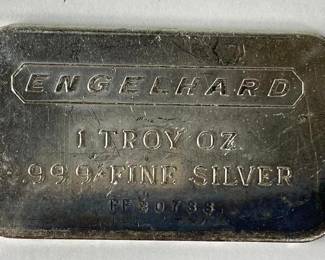 ENGELHARD
1 TROY OZ
999+ FINE SILVER